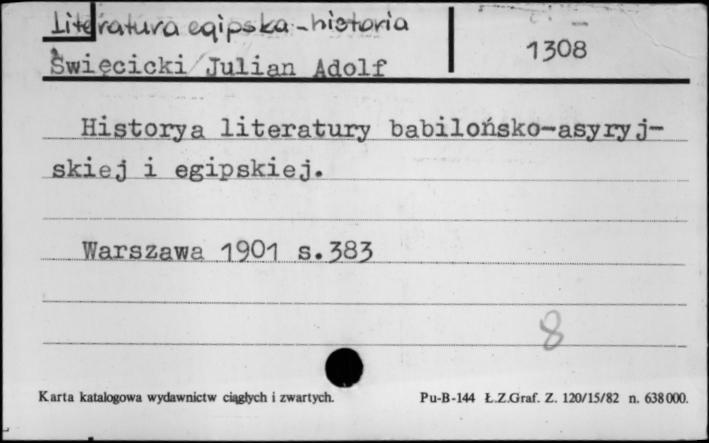 Literatura egipska - historia
Święcicki Julian Adolf
1308
Historya literatury babilońsko-asyryj-
skiej i egipskiej.
Warszawa 1901 s.383
8
Karta katalogowa wydawnictw ciągłych i zwartych.
Pu-B-144 Ł.Z.Graf. Z. 120/15/82 n. 638000.